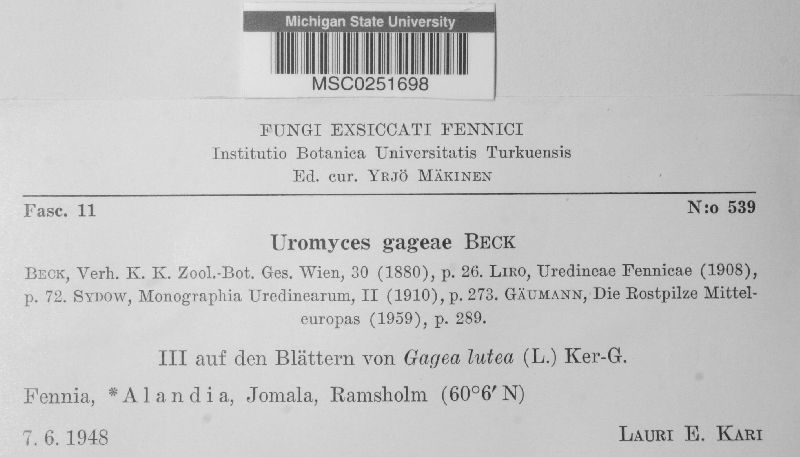 Michigan State University
MSC0251698
FUNGI EXSICCATI FENNICI
Institutio Botanica Universitatis Turkuensis
Ed. cur. YRJÖ MÄKINEN
Fasc. 11 N:o 539
Uromyces gageae BECK
BECK, Verh. K. K. Zool.-Bot. Ges. Wien, 30 (1880), p. 26. LIRO, Uredineae Fennicae (1908),
p. 72. SYDOW, Monographia Uredinearum, II (1910), p. 273. GÄUMANN, Die Rostpilze Mittel-
europas (1959), p. 289.
III auf den Blättern von Gagea lutea (L.) Ker-G.
Fennia, *Alandia, Jomala, Ramsholm (60°6′ N)
7. 6. 1948 LAURI E. KARI